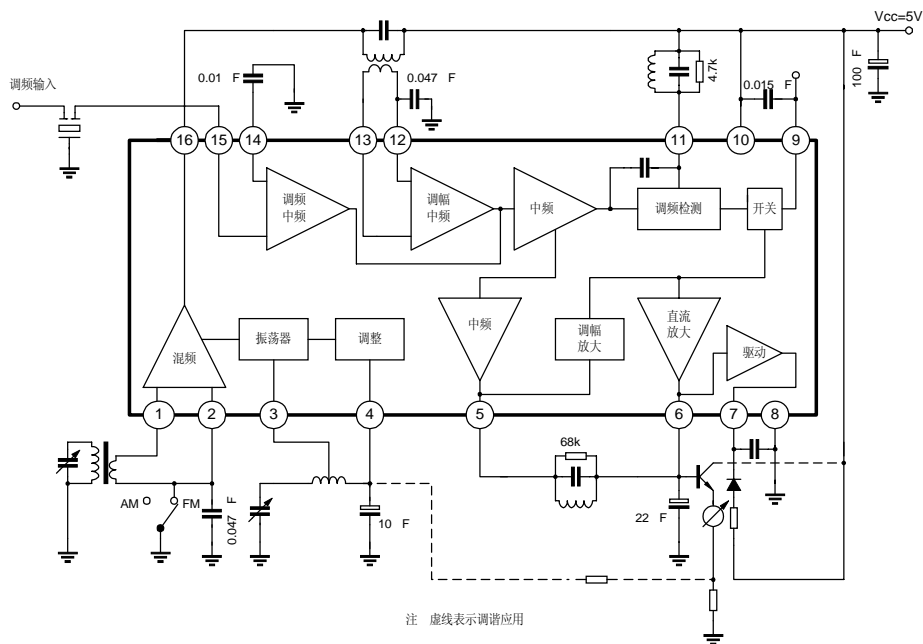 Vcc=5V
调频输入
0.01 F
0.047 F
4.7k
0.015 F
100 F
16
15
14
13
12
11
10
9
调频
中频
调幅
中频
中频
调频检测
开关
中频
调幅
放大
直流
放大
驱动
混频
振荡器
调整
1
2
3
4
5
6
7
8
68k
AM
FM
0.047 F
10 F
22 F
注 虚线表示调谐应用